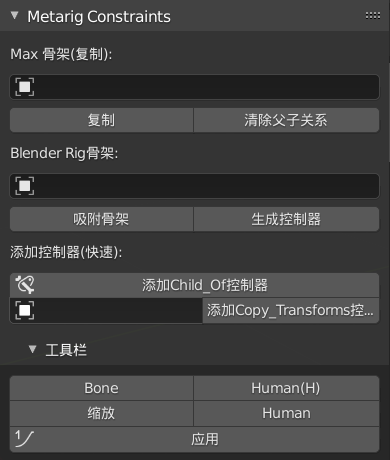 Metarig Constraints
Max 骨架(复制):
复制 清除父子关系
Blender Rig骨架:
吸附骨架 生成控制器
添加控制器(快速):
添加Child_Of控制器
添加Copy_Transforms控...
工具栏
Bone Human(H)
缩放 Human
应用